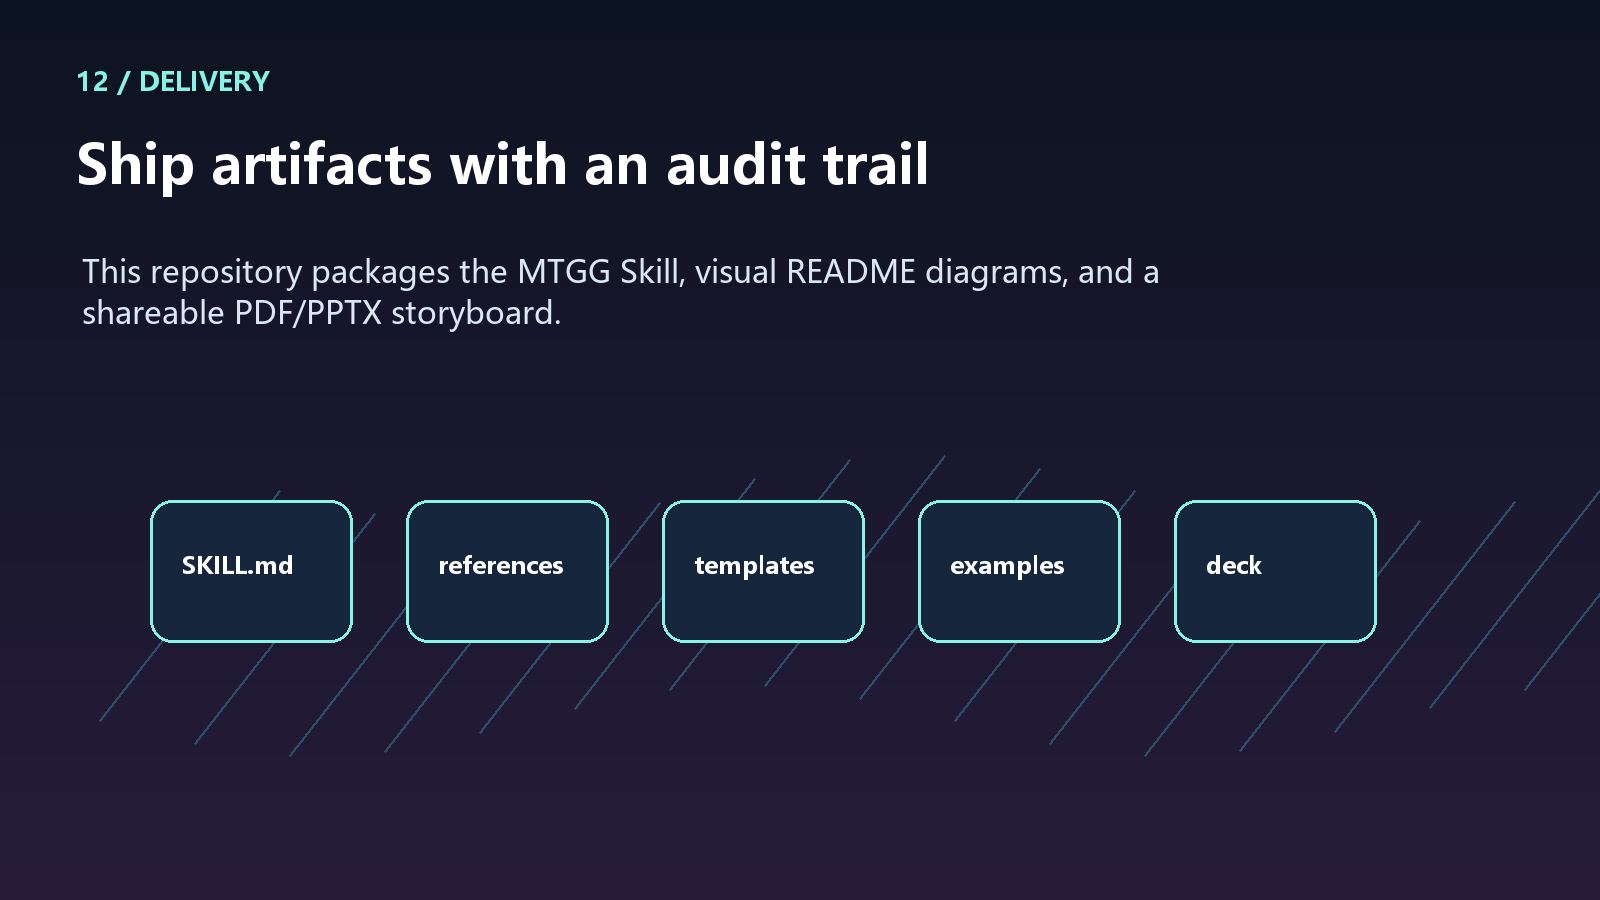 12 / DELIVERY
Ship artifacts with an audit trail
This repository packages the MTGG Skill, visual README diagrams, and a
shareable PDF/PPTX storyboard.
SKILL.md
references
templates
examples
deck